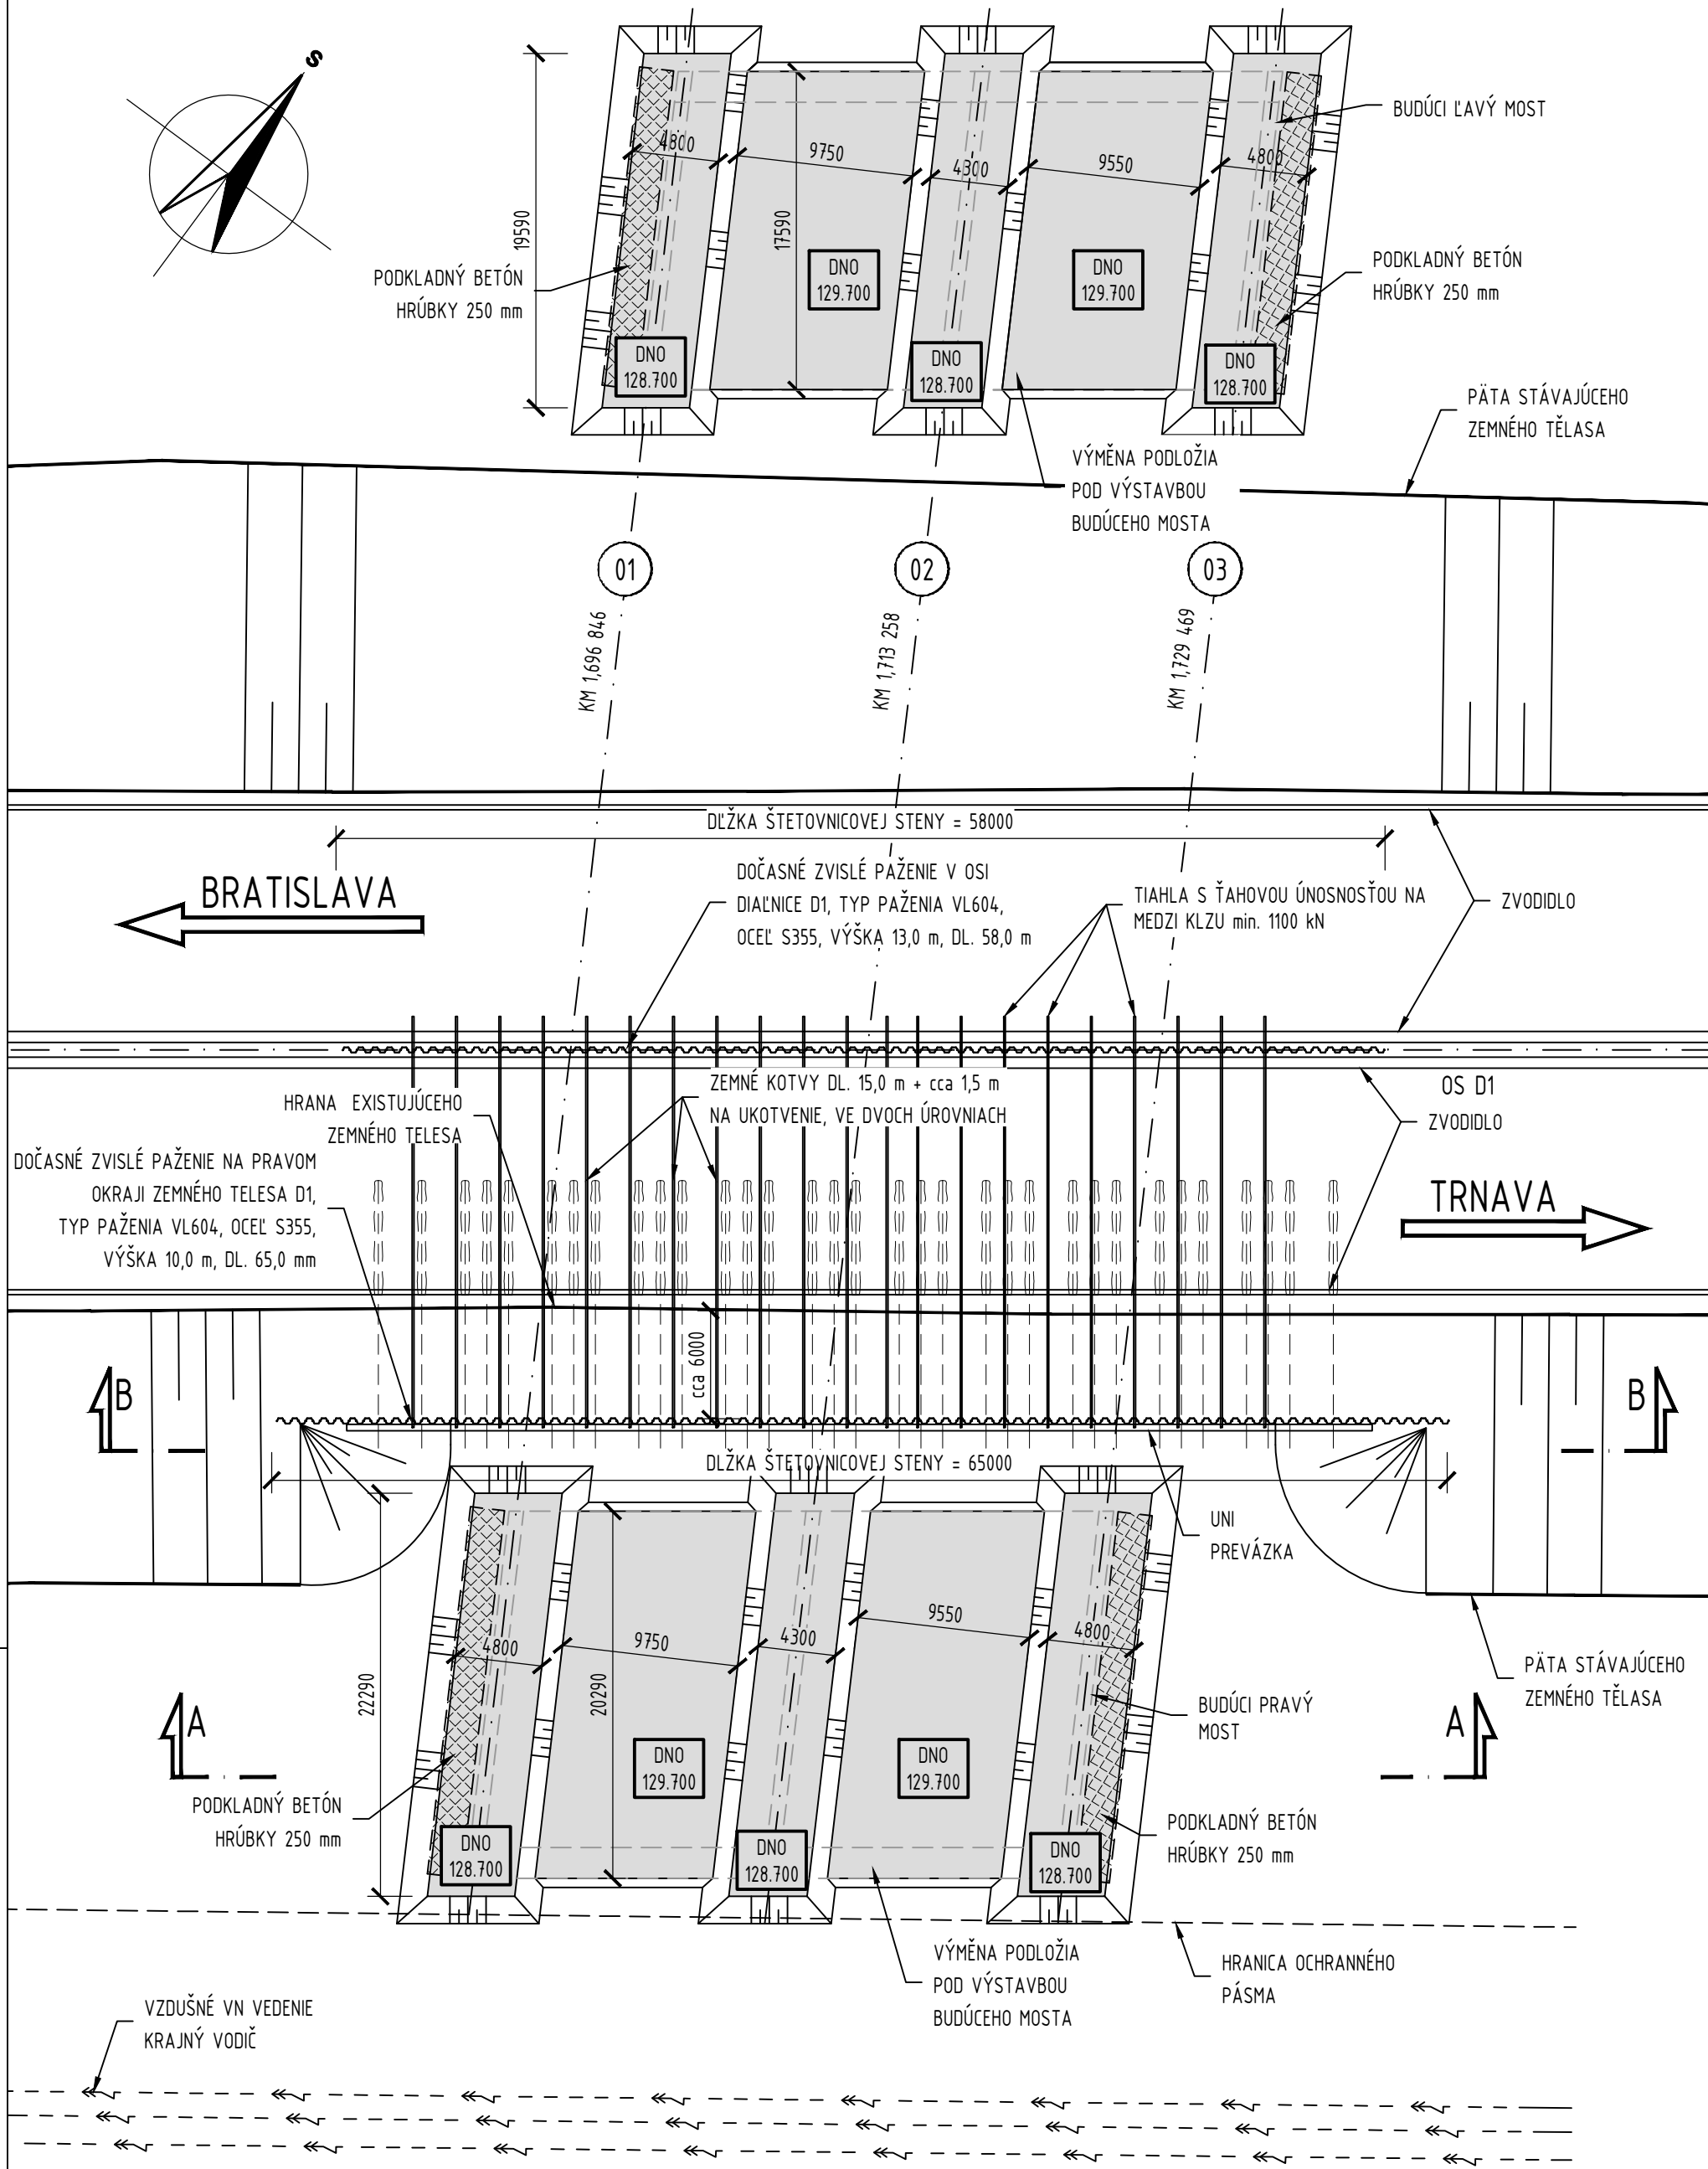 S
BUDÚCI ĽAVÝ MOST
4800
9750
4300
9550
4800
19590
17590
PODKLADNÝ BETÓN
HRÚBKY 250 mm
DNO
129.700
DNO
129.700
PODKLADNÝ BETÓN
HRÚBKY 250 mm
DNO
128.700
DNO
128.700
DNO
128.700
PÄTA STÁVAJÚCEHO
ZEMNÉHO TĚLASA
VÝMĚNA PODLOŽIA
POD VÝSTAVBOU
BUDÚCEHO MOSTA
01
02
03
KM 1,696 846
KM 1,713 258
KM 1,729 469
DĽŽKA ŠTETOVNICOVEJ STENY = 58000
BRATISLAVA
DOČASNÉ ZVISLÉ PAŽENIE V OSI
DIAĽNICE D1, TYP PAŽENIA VL604,
OCEĽ S355, VÝŠKA 13,0 m, DL. 58,0 m
TIAHLA S ŤAHOVOU ÚNOSNOSŤOU NA
MEDZI KLZU min. 1100 kN
ZVODIDLO
OS D1
ZVODIDLO
HRANA EXISTUJÚCEHO
ZEMNÉHO TELESA
ZEMNÉ KOTVY DL. 15,0 m + cca 1,5 m
NA UKOTVENIE, VE DVOCH ÚROVNIACH
DOČASNÉ ZVISLÉ PAŽENIE NA PRAVOM
OKRAJI ZEMNÉHO TELESA D1,
TYP PAŽENIA VL604, OCEĽ S355,
VÝŠKA 10,0 m, DL. 65,0 mm
TRNAVA
cca 6000
B
B
DLŽKA ŠTETOVNICOVEJ STENY = 65000
UNI
PREVÁZKA
4800
9750
4300
9550
4800
22290
20290
PÄTA STÁVAJÚCEHO
ZEMNÉHO TĚLASA
BUDÚCI PRAVÝ
MOST
A
A
DNO
129.700
DNO
129.700
PODKLADNÝ BETÓN
HRÚBKY 250 mm
PODKLADNÝ BETÓN
HRÚBKY 250 mm
DNO
128.700
DNO
128.700
DNO
128.700
VÝMĚNA PODLOŽIA
POD VÝSTAVBOU
BUDÚCEHO MOSTA
HRANICA OCHRANNÉHO
PÁSMA
VZDUŠNÉ VN VEDENIE
KRAJNÝ VODIČ